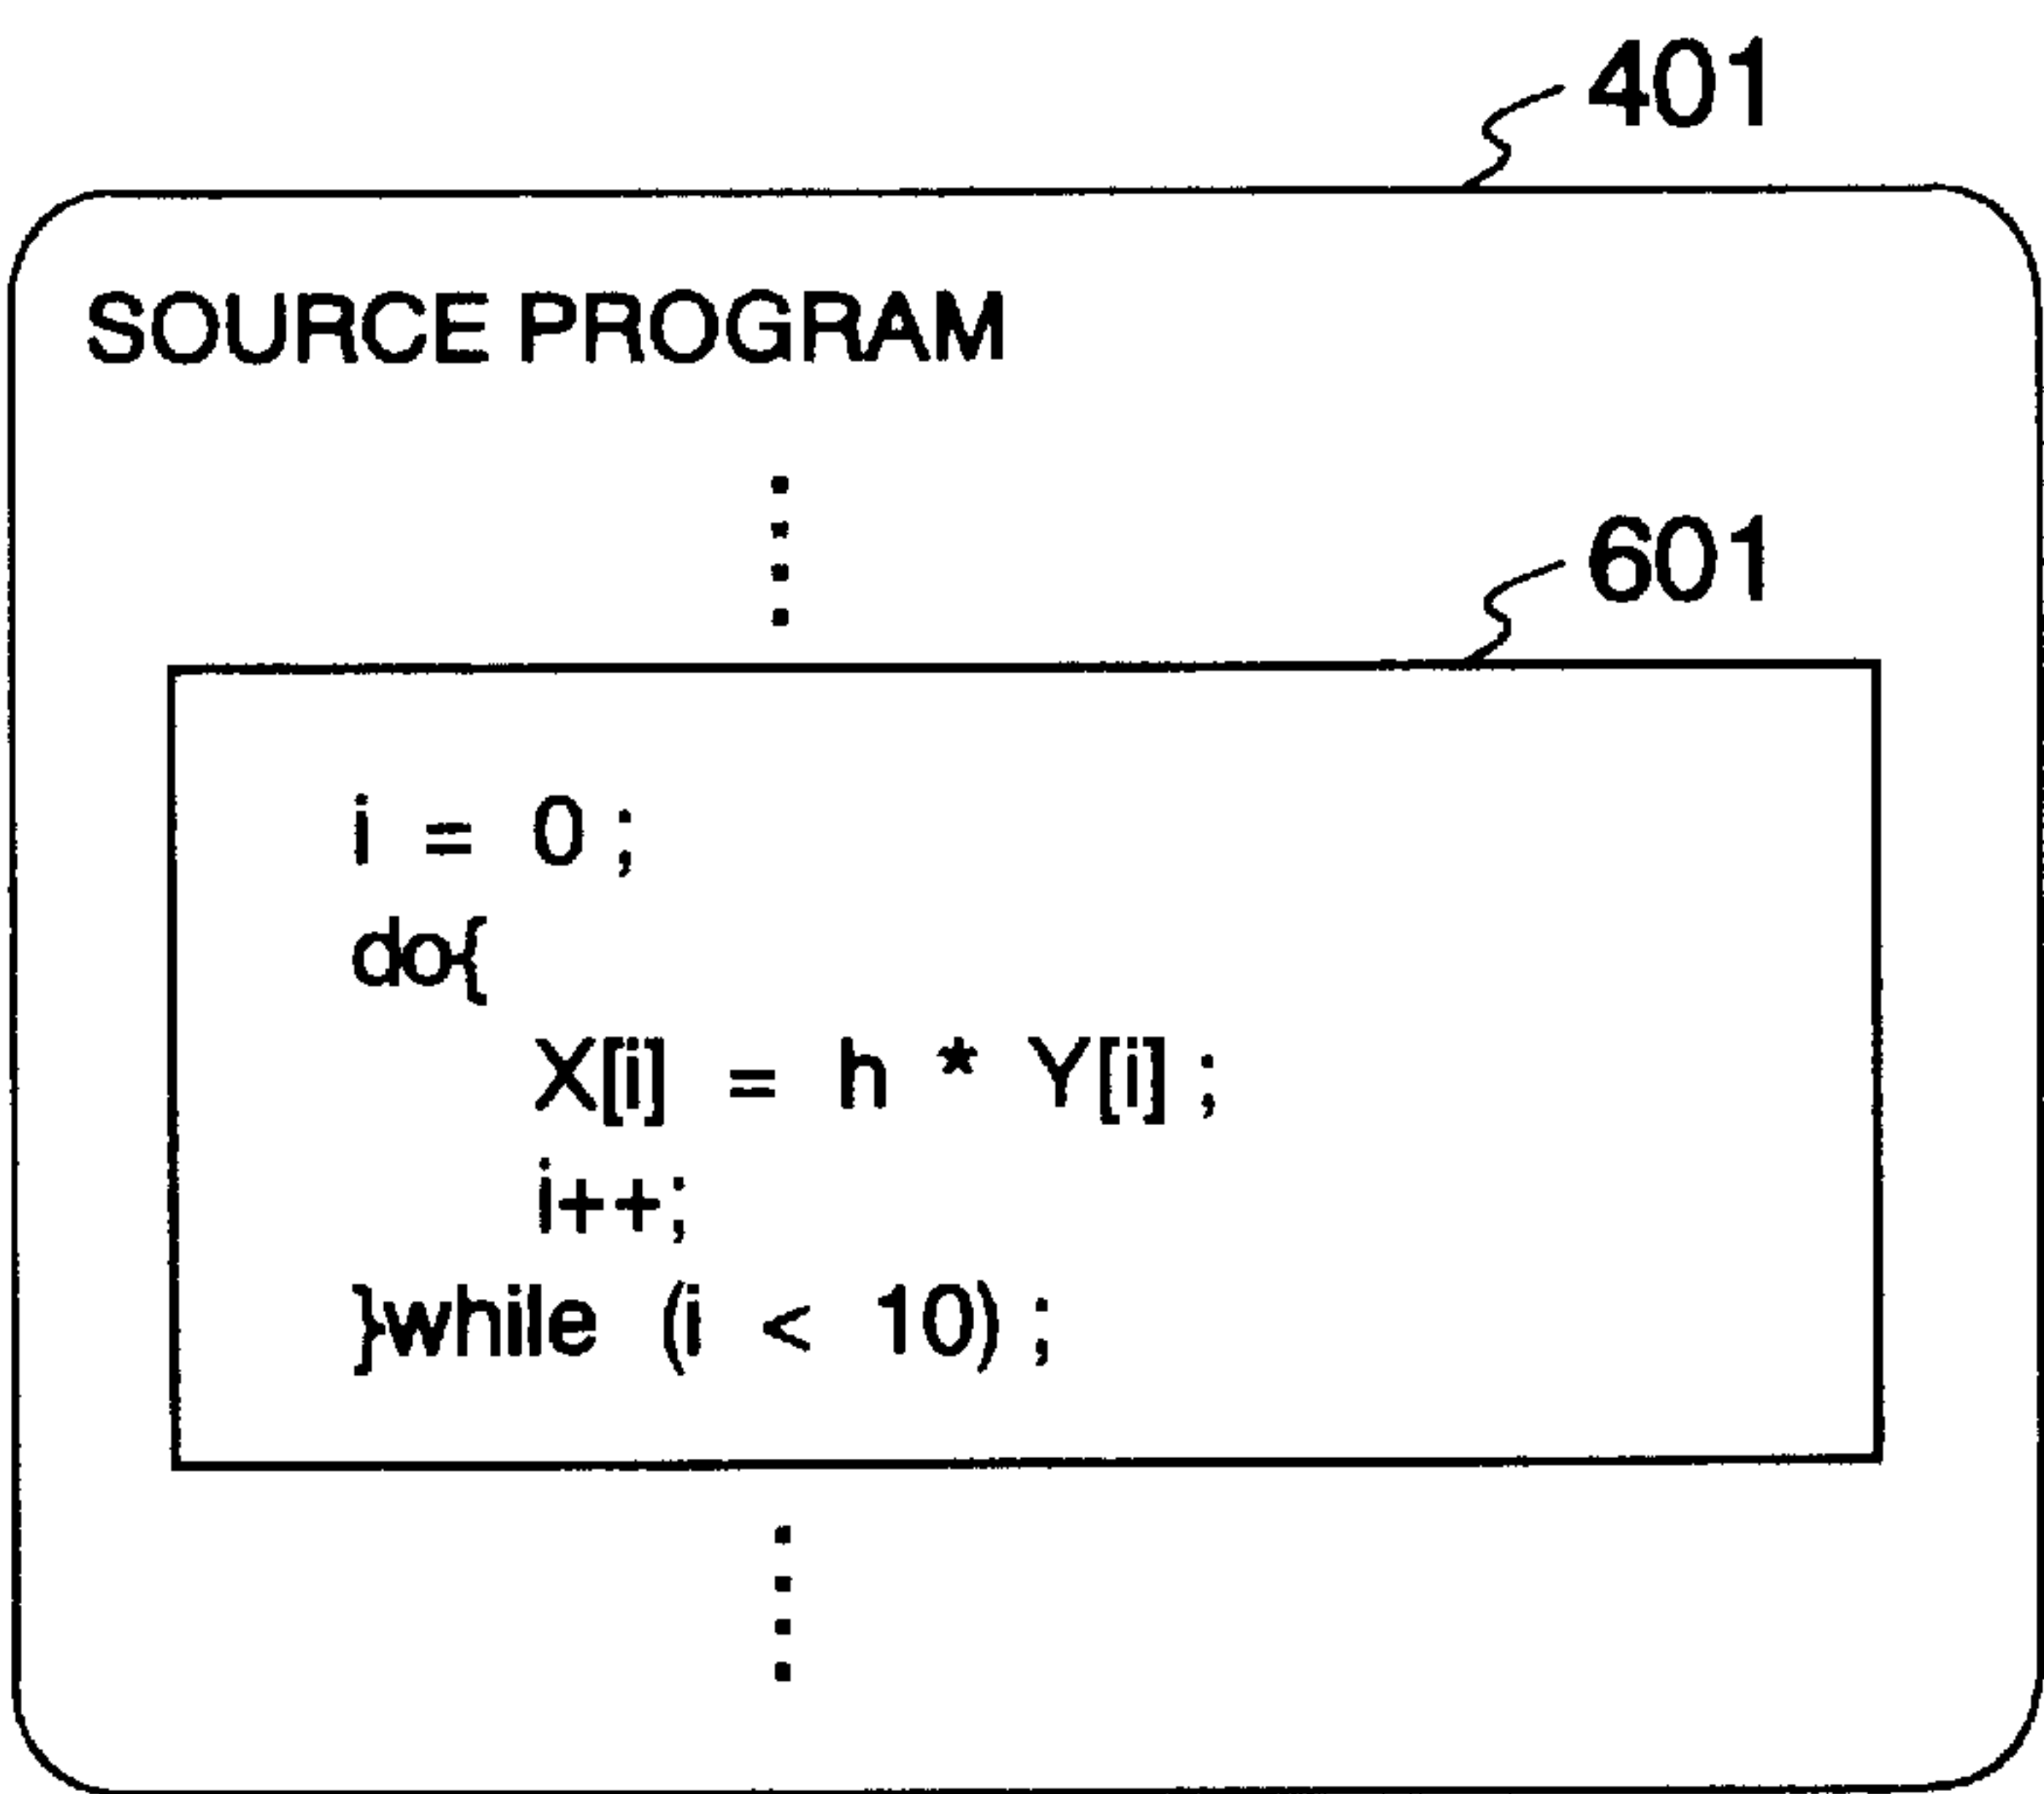 401
SOURCE PROGRAM
601
i = 0 ;
do{
X[i] = h * Y[i] ;
i++;
}while (i < 10) ;